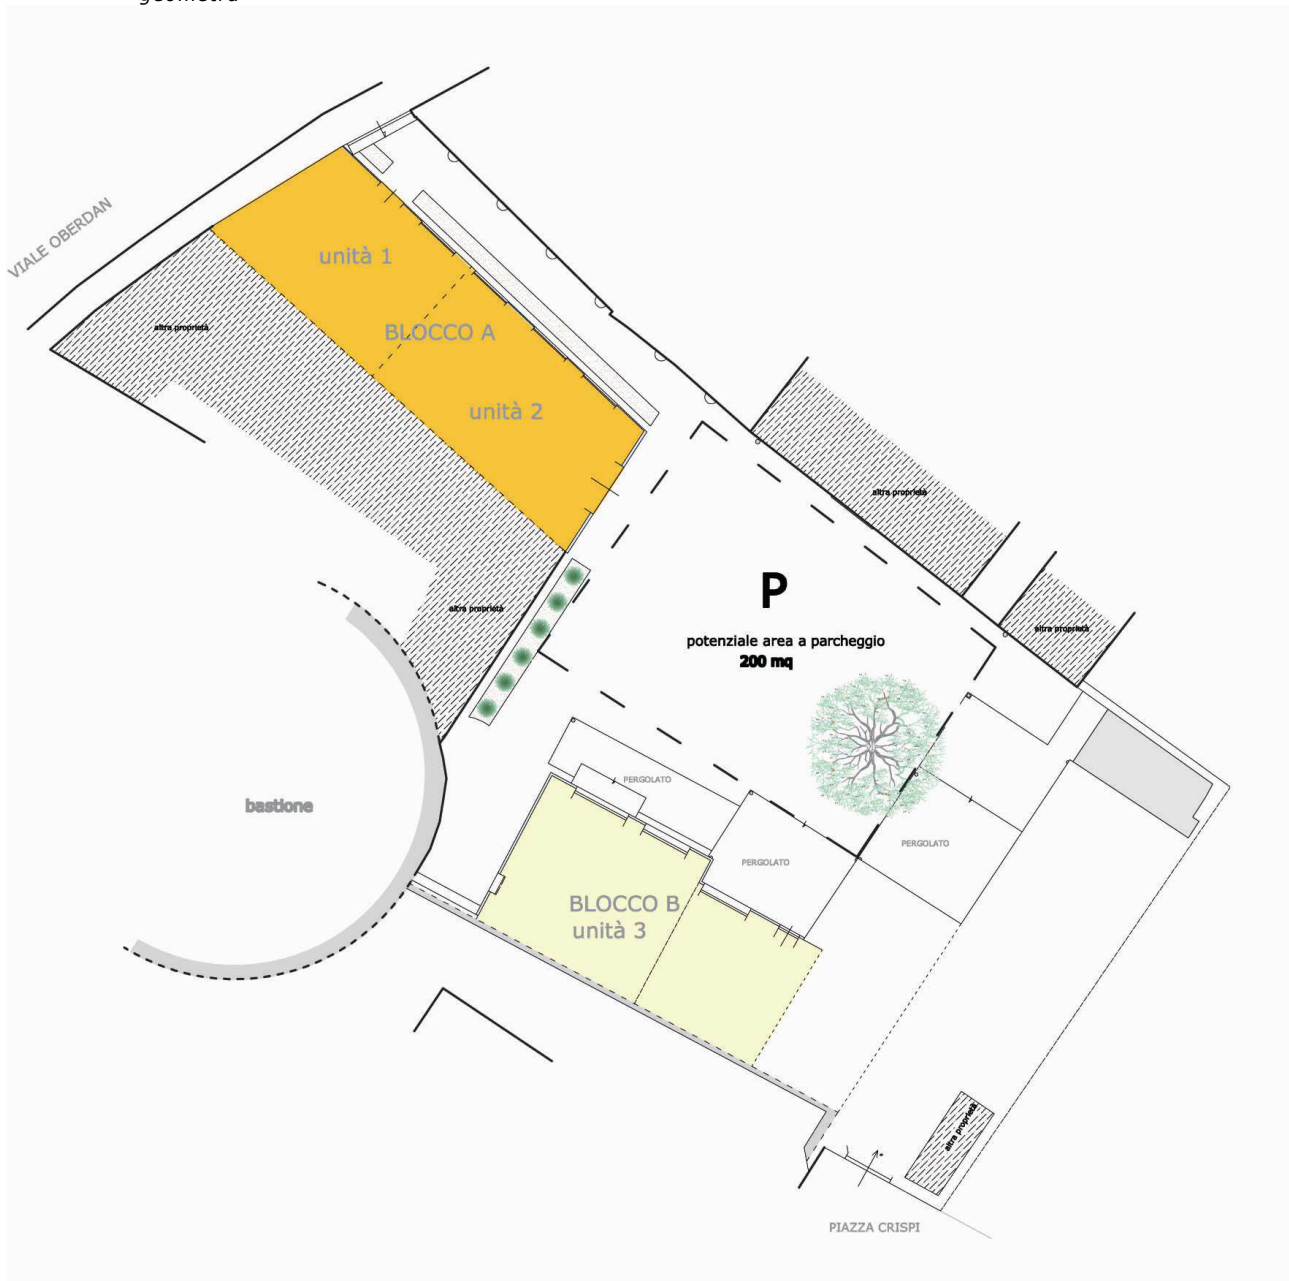 geometra
VIALE OBERDAN
unità 1
altra proprietà
BLOCCO A
unità 2
altra proprietà
P
altra proprietà
altra proprietà
potenziale area a parcheggio
200 mq
PERGOLATO
bastione
PERGOLATO
PERGOLATO
BLOCCO B
unità 3
altra proprietà
PIAZZA CRISPI